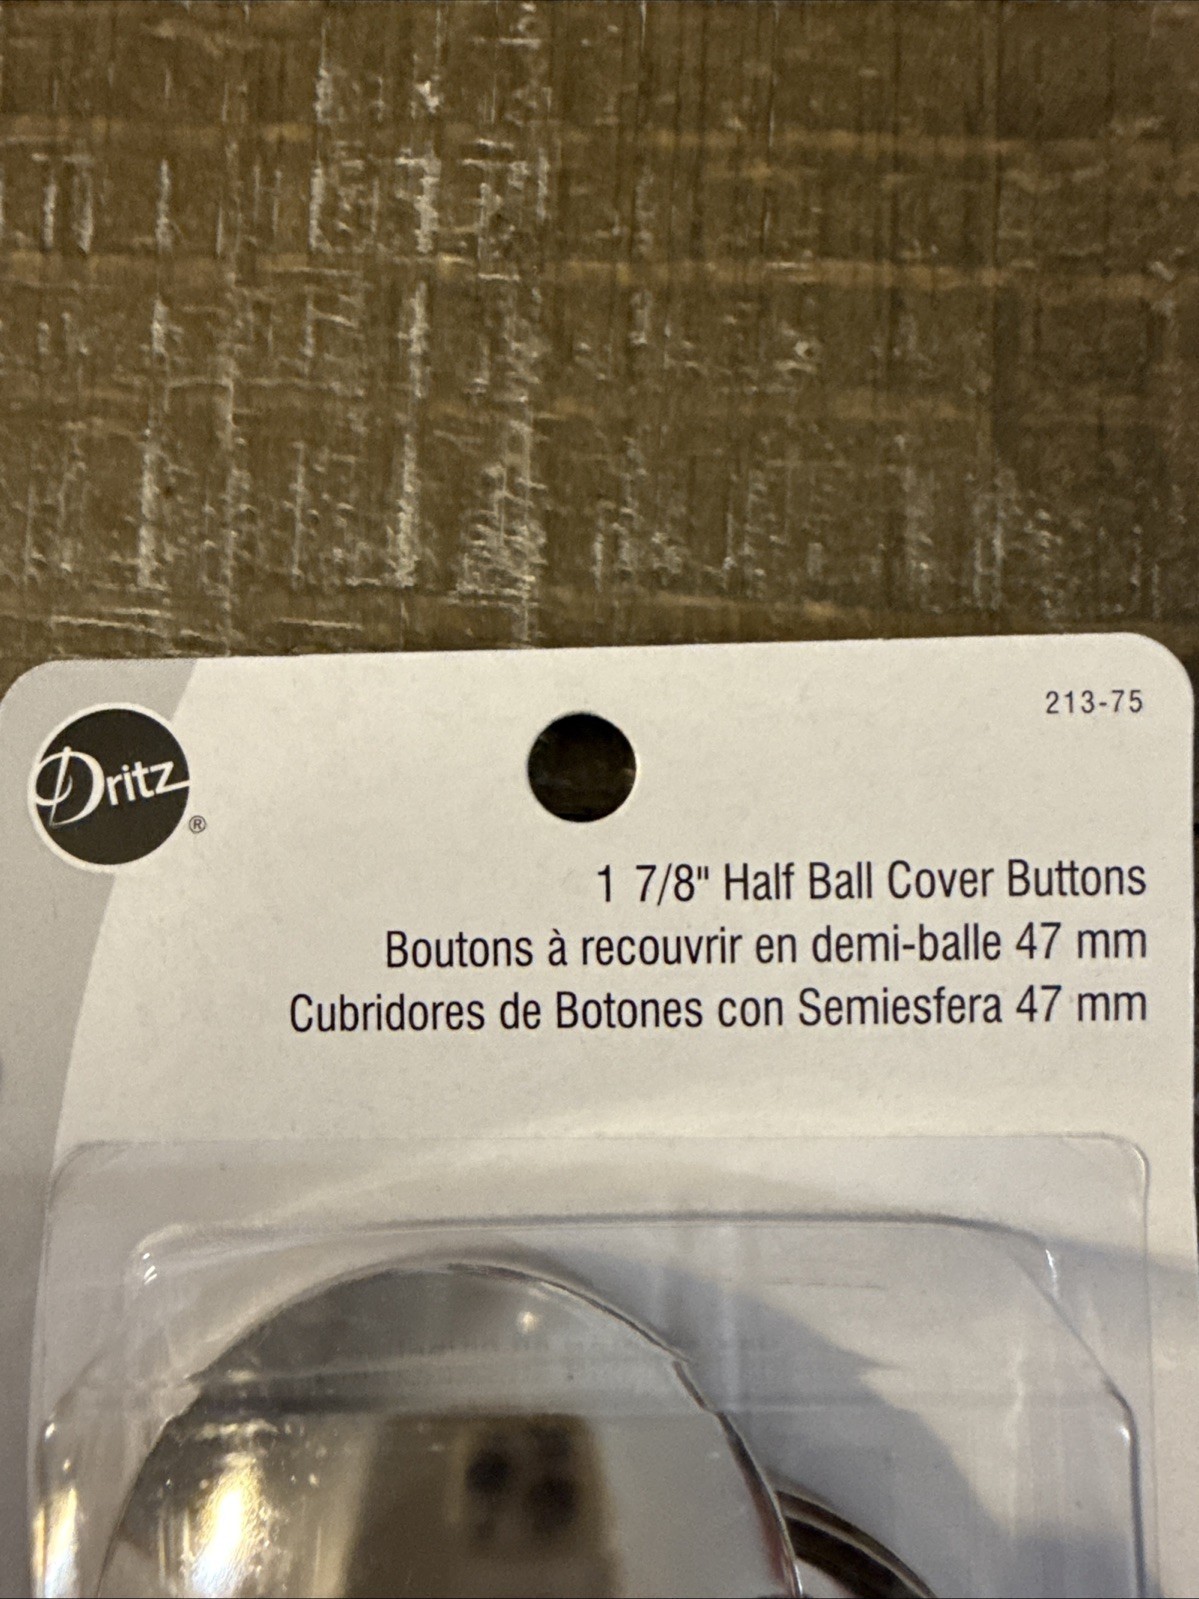 213-75
Dritz®
1 7/8" Half Ball Cover Buttons
Boutons à recouvrir en demi-balle 47 mm
Cubridores de Botones con Semiesfera 47 mm